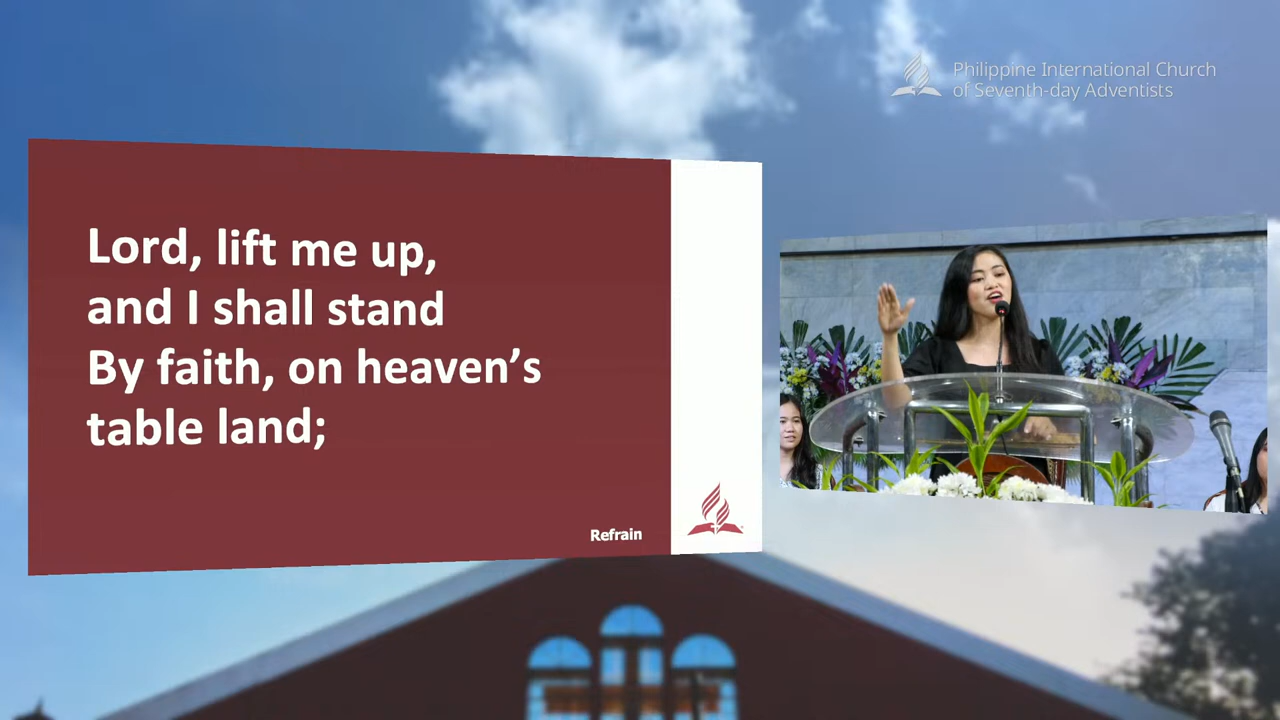 Philippine International Church
of Seventh-day Adventists
Lord, lift me up,
and I shall stand
By faith, on heaven’s
table land;
Refrain